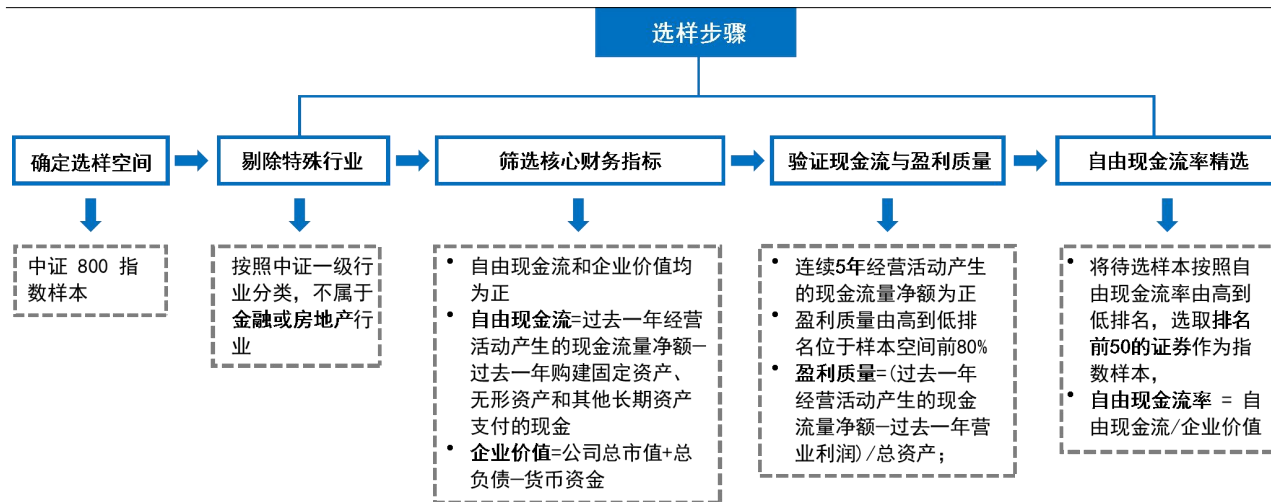 选样步骤
确定选样空间
剔除特殊行业
筛选核心财务指标
验证现金流与盈利质量
自由现金流率精选
中证 800 指
数样本
按照中证一级行
业分类，不属于
金融或房地产行
业
• 自由现金流和企业价值均
为正
• 自由现金流=过去一年经营
活动产生的现金流量净额—
过去一年购建固定资产、
无形资产和其他长期资产
支付的现金
• 企业价值=公司总市值+总
负债—货币资金
• 连续5年经营活动产生
的现金流量净额为正
• 盈利质量由高到低排
名位于样本空间前80%
• 盈利质量=(过去一年
经营活动产生的现金
流量净额—过去一年营
业利润)/总资产；
• 将待选样本按照自
由现金流率由高到
低排名，选取排名
前50的证券作为指
数样本，
• 自由现金流率 = 自
由现金流/企业价值